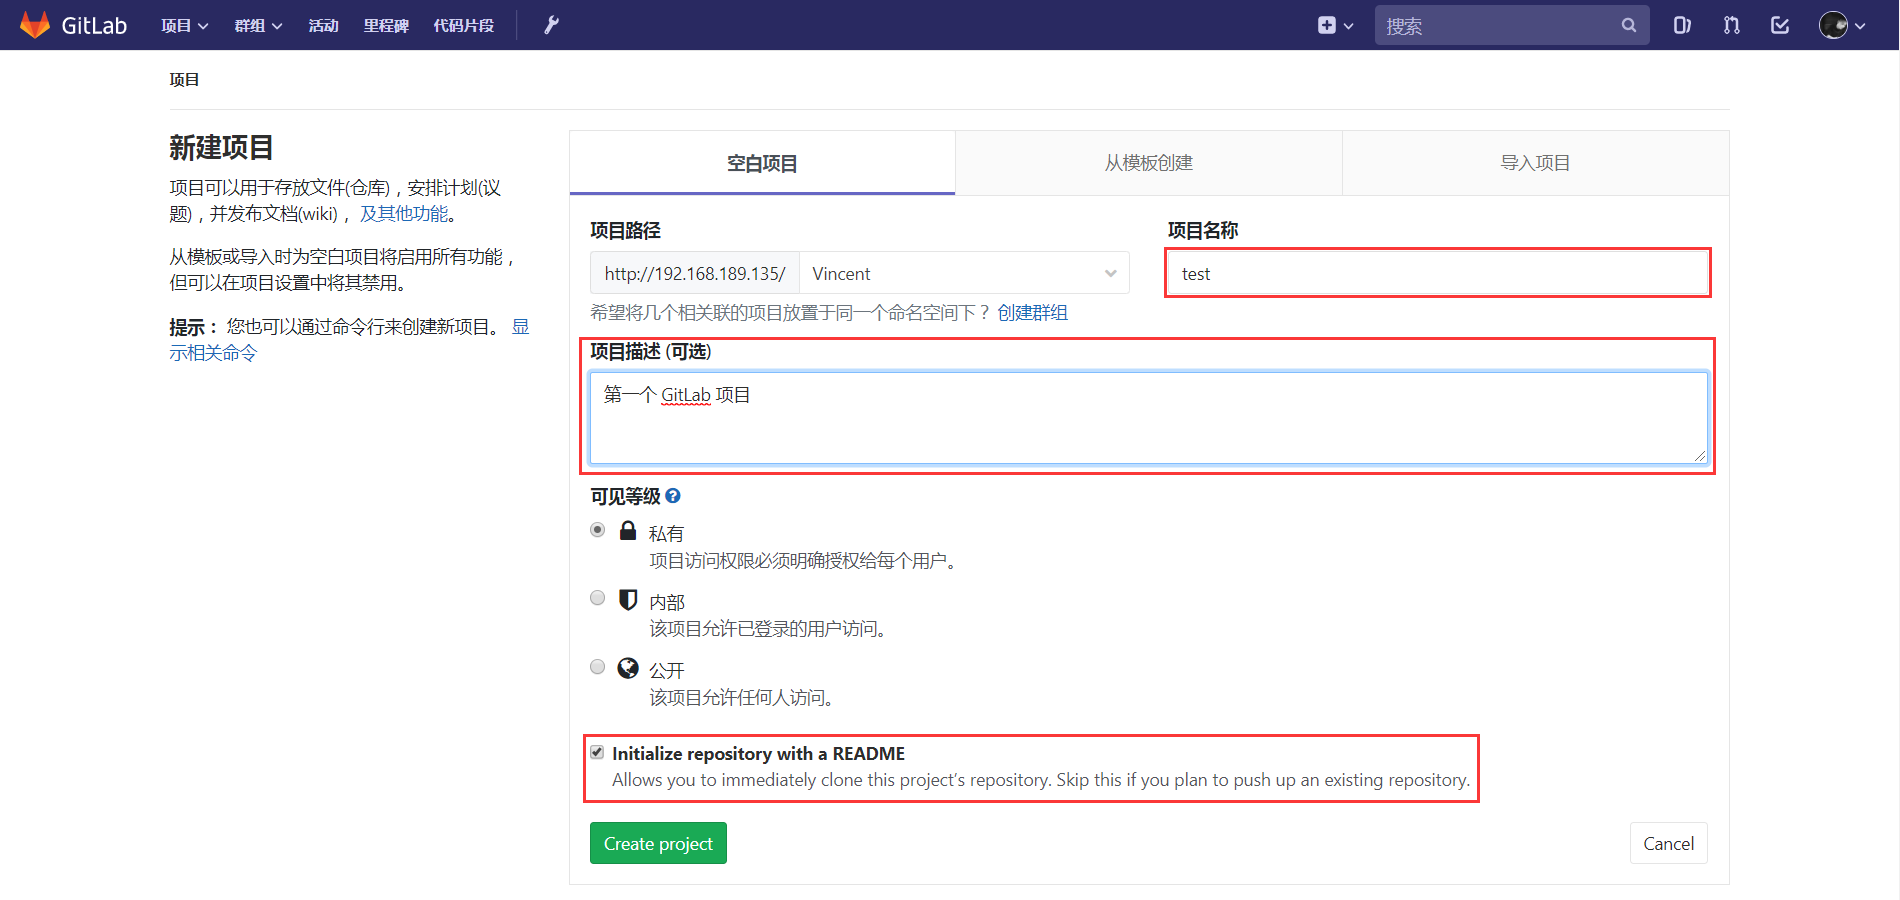 GitLab 项目 群组 活动 里程碑 代码片段 搜索
项目
新建项目
项目可以用于存放文件(仓库)，安排计划(议
题)，并发布文档(wiki)， 及其他功能。
从模板或导入时为空白项目将启用所有功能，
但可以在项目设置中将其禁用。
提示： 您也可以通过命令行来创建新项目。 显
示相关命令
空白项目 从模板创建 导入项目
项目路径 项目名称
http://192.168.189.135/ Vincent test
希望将几个相关联的项目放置于同一个命名空间下？ 创建群组
项目描述 (可选)
第一个 GitLab 项目
可见等级
私有
项目访问权限必须明确授权给每个用户。
内部
该项目允许已登录的用户访问。
公开
该项目允许任何人访问。
Initialize repository with a README
Allows you to immediately clone this project’s repository. Skip this if you plan to push up an existing repository.
Create project Cancel